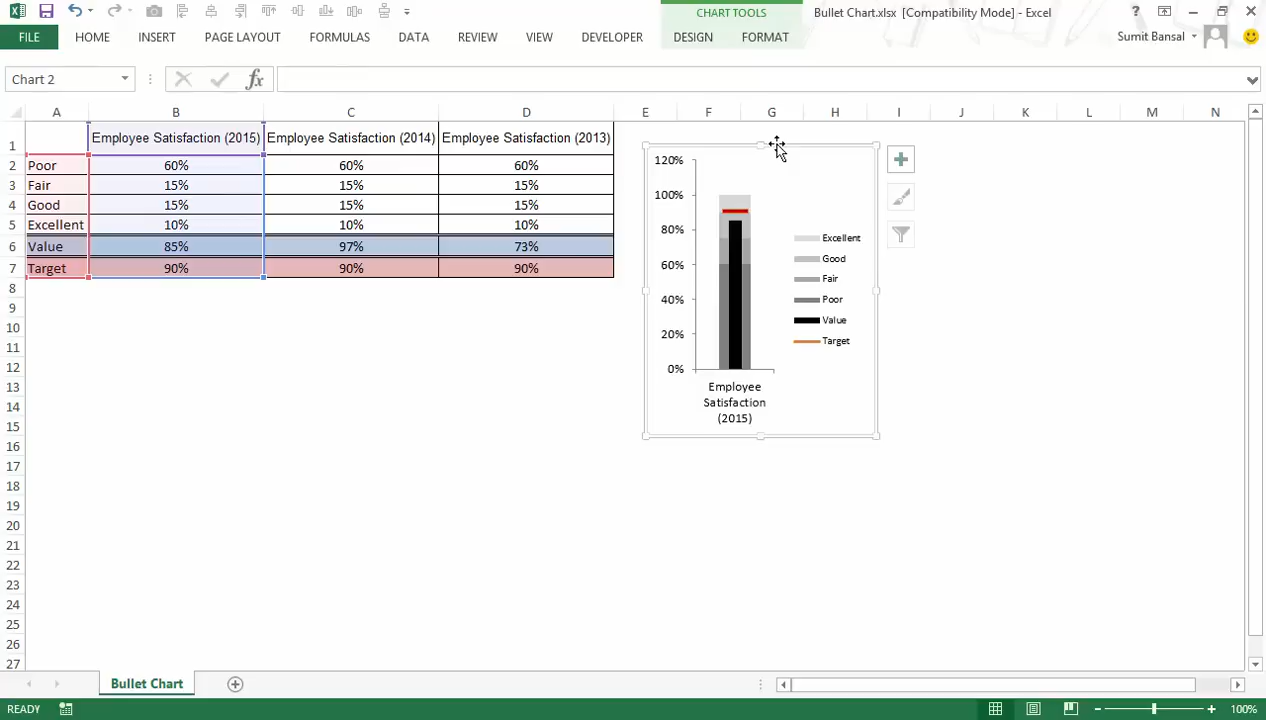 CHART TOOLS
Bullet Chart.xlsx [Compatibility Mode] - Excel
?
FILE HOME INSERT PAGE LAYOUT FORMULAS DATA REVIEW VIEW DEVELOPER DESIGN FORMAT Sumit Bansal
Chart 2
fx
A B C D E F G H I J K L M N
1 Employee Satisfaction (2015) Employee Satisfaction (2014) Employee Satisfaction (2013)
2 Poor 60% 60% 60%
3 Fair 15% 15% 15%
4 Good 15% 15% 15%
5 Excellent 10% 10% 10%
6 Value 85% 97% 73%
7 Target 90% 90% 90%
8
9
10
11
12
13
14
15
16
17
18
19
20
21
22
23
24
25
26
27
120%
100%
80%
60%
40%
20%
0%
Employee
Satisfaction
(2015)
Excellent
Good
Fair
Poor
Value
Target
Bullet Chart
READY
100%